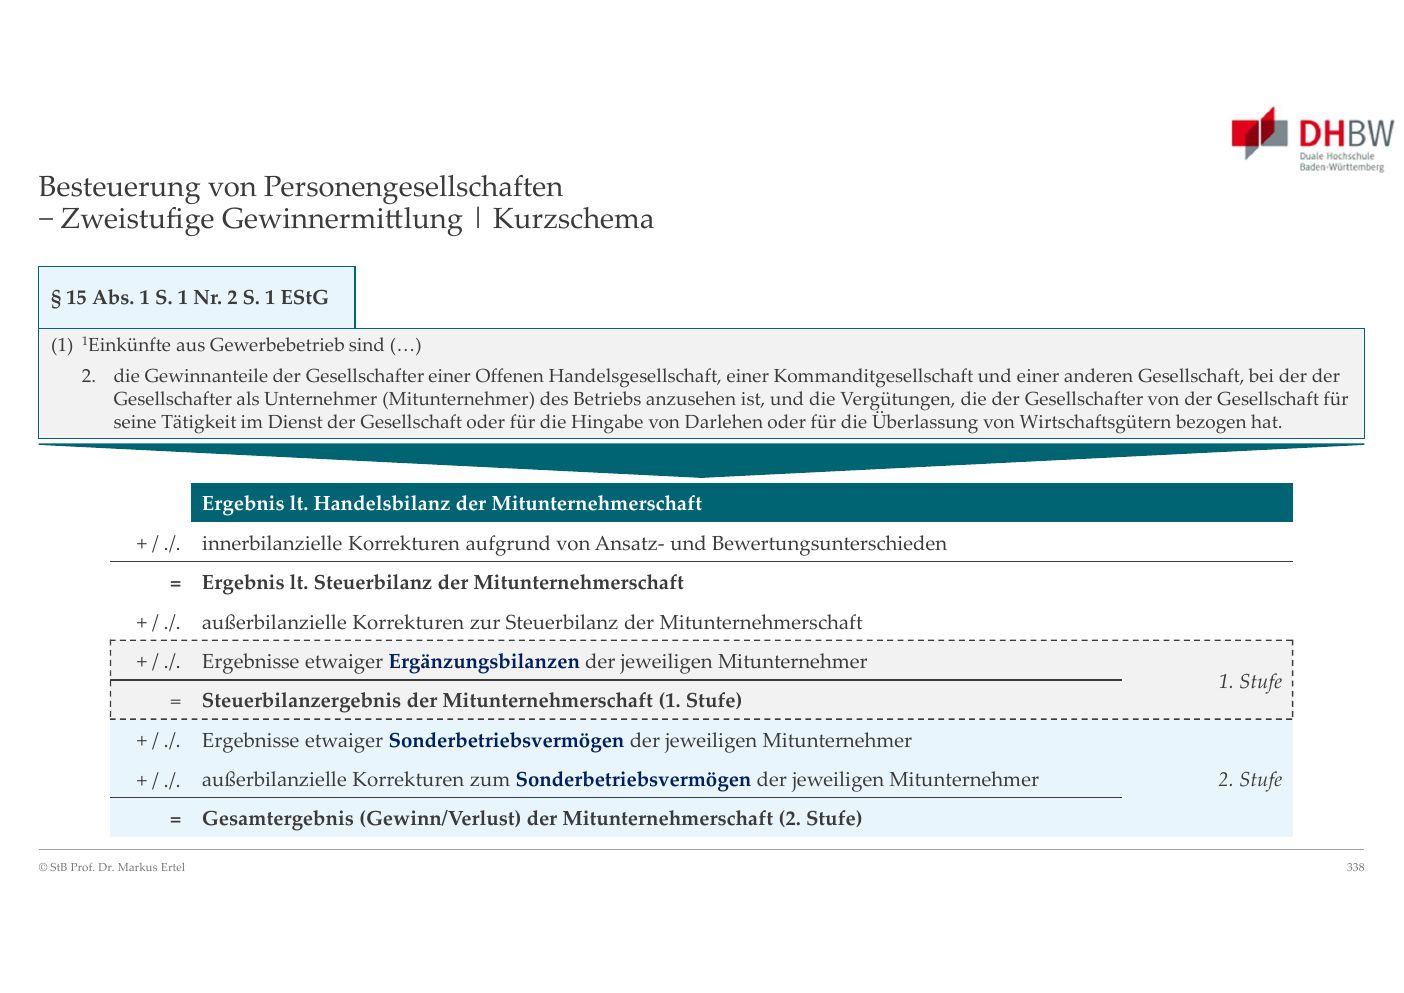 DHBW
Duale Hochschule
Baden-Württemberg
Besteuerung von Personengesellschaften
– Zweistufige Gewinnermittlung | Kurzschema
§ 15 Abs. 1 S. 1 Nr. 2 S. 1 EStG
(1) ¹Einkünfte aus Gewerbebetrieb sind (…)
2. die Gewinnanteile der Gesellschafter einer Offenen Handelsgesellschaft, einer Kommanditgesellschaft und einer anderen Gesellschaft, bei der der
Gesellschafter als Unternehmer (Mitunternehmer) des Betriebs anzusehen ist, und die Vergütungen, die der Gesellschafter von der Gesellschaft für
seine Tätigkeit im Dienst der Gesellschaft oder für die Hingabe von Darlehen oder für die Überlassung von Wirtschaftsgütern bezogen hat.
Ergebnis lt. Handelsbilanz der Mitunternehmerschaft
+ / ./. innerbilanzielle Korrekturen aufgrund von Ansatz- und Bewertungsunterschieden
= Ergebnis lt. Steuerbilanz der Mitunternehmerschaft
+ / ./. außerbilanzielle Korrekturen zur Steuerbilanz der Mitunternehmerschaft
+ / ./. Ergebnisse etwaiger Ergänzungsbilanzen der jeweiligen Mitunternehmer
1. Stufe
= Steuerbilanzergebnis der Mitunternehmerschaft (1. Stufe)
+ / ./. Ergebnisse etwaiger Sonderbetriebsvermögen der jeweiligen Mitunternehmer
+ / ./. außerbilanzielle Korrekturen zum Sonderbetriebsvermögen der jeweiligen Mitunternehmer 2. Stufe
= Gesamtergebnis (Gewinn/Verlust) der Mitunternehmerschaft (2. Stufe)
© StB Prof. Dr. Markus Ertel 338